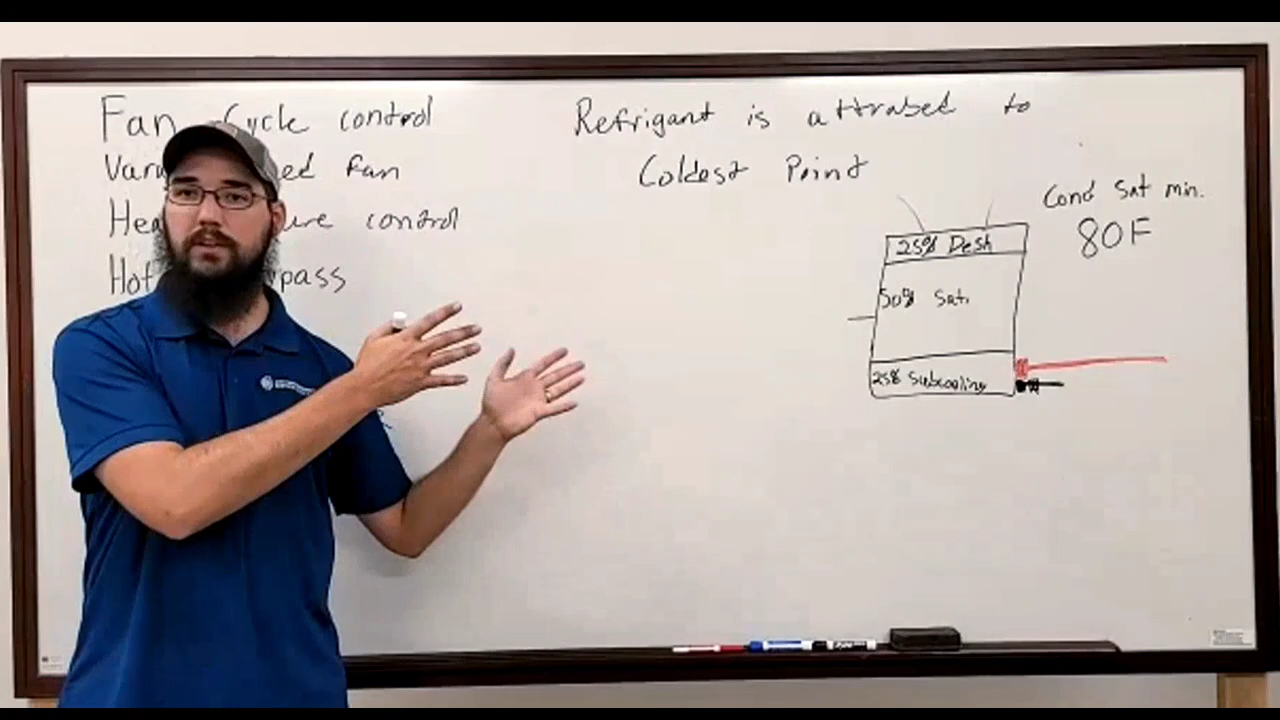 Fan Cycle control
Var ed Fan
Hea ure control
Hot pass
Refrigant is attrabed to
Coldest Point
Cond Sat min.
80F
25% Desh
50% Sat.
25% Subcooling